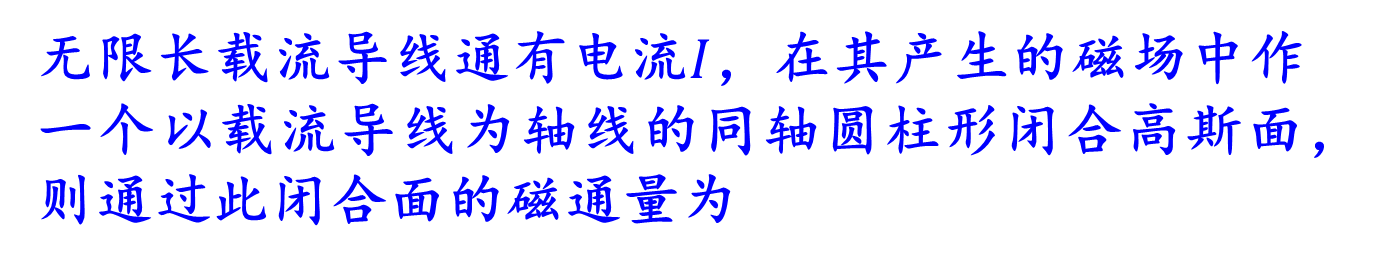 无限长载流导线通有电流I，在其产生的磁场中作
一个以载流导线为轴线的同轴圆柱形闭合高斯面，
则通过此闭合面的磁通量为